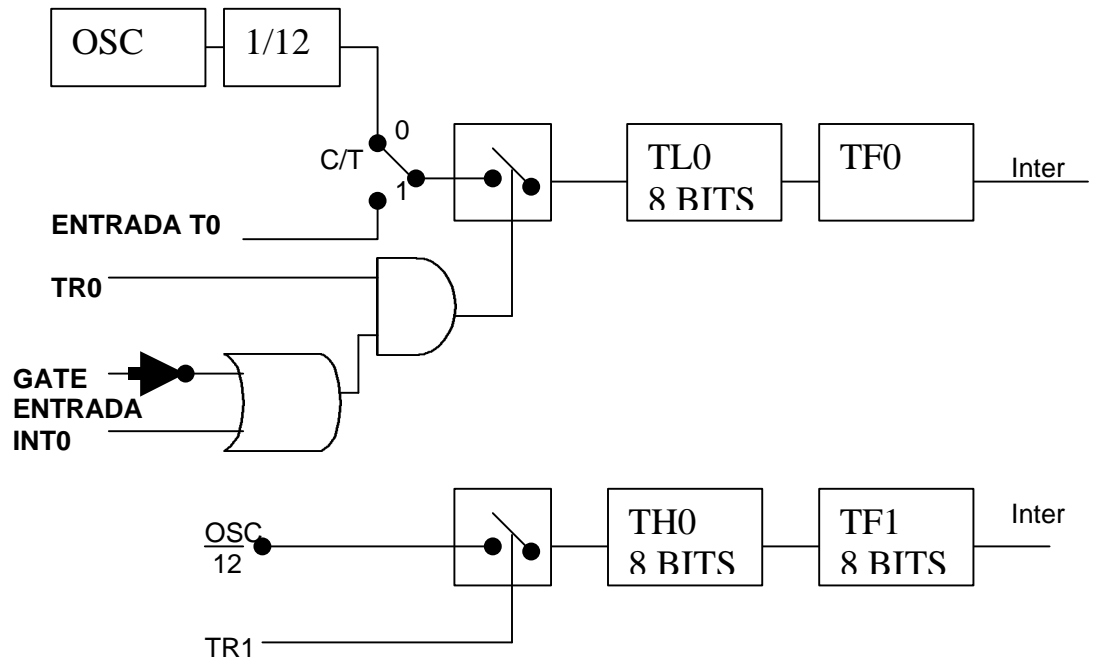 OSC
1/12
0
C/T
1
TL0
8 BITS
TF0
Inter
ENTRADA T0
TR0
GATE
ENTRADA
INT0
OSC
12
TH0
8 BITS
TF1
8 BITS
Inter
TR1